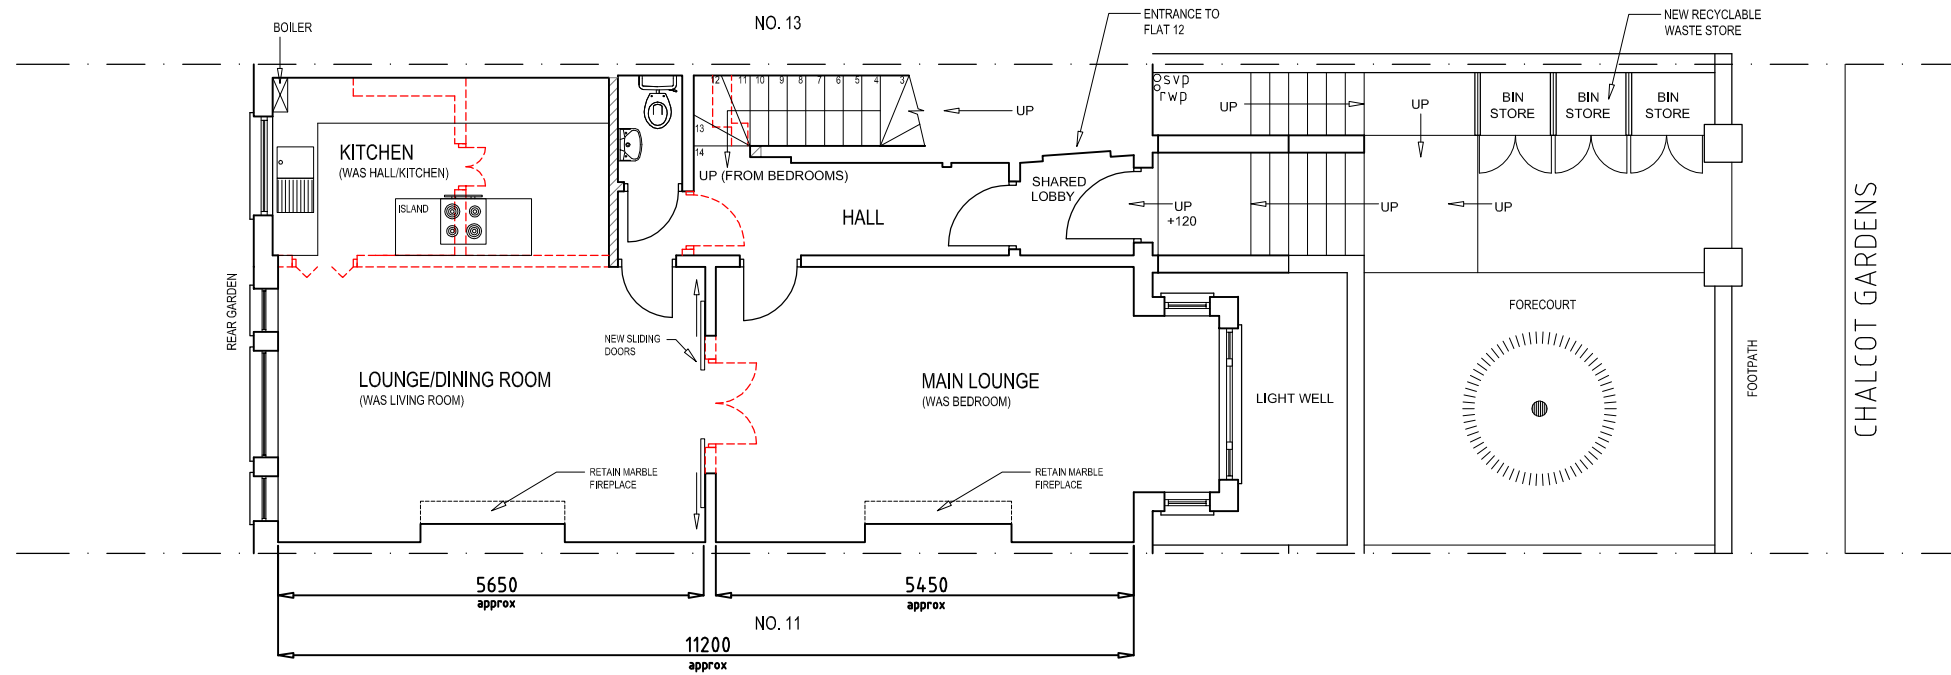 BOILER
NO. 13
ENTRANCE TO
FLAT 12
NEW RECYCLABLE
WASTE STORE
12
11
10
9
8
7
6
5
4
3
13
14
UP
svp
rwp
UP
UP
BIN
STORE
BIN
STORE
BIN
STORE
KITCHEN
(WAS HALL/KITCHEN)
ISLAND
UP (FROM BEDROOMS)
HALL
SHARED
LOBBY
UP
+120
UP
UP
REAR GARDEN
NEW SLIDING
DOORS
LOUNGE/DINING ROOM
(WAS LIVING ROOM)
MAIN LOUNGE
(WAS BEDROOM)
LIGHT WELL
FORECOURT
FOOTPATH
CHALCOT GARDENS
RETAIN MARBLE
FIREPLACE
RETAIN MARBLE
FIREPLACE
5650
approx
5450
approx
NO. 11
11200
approx